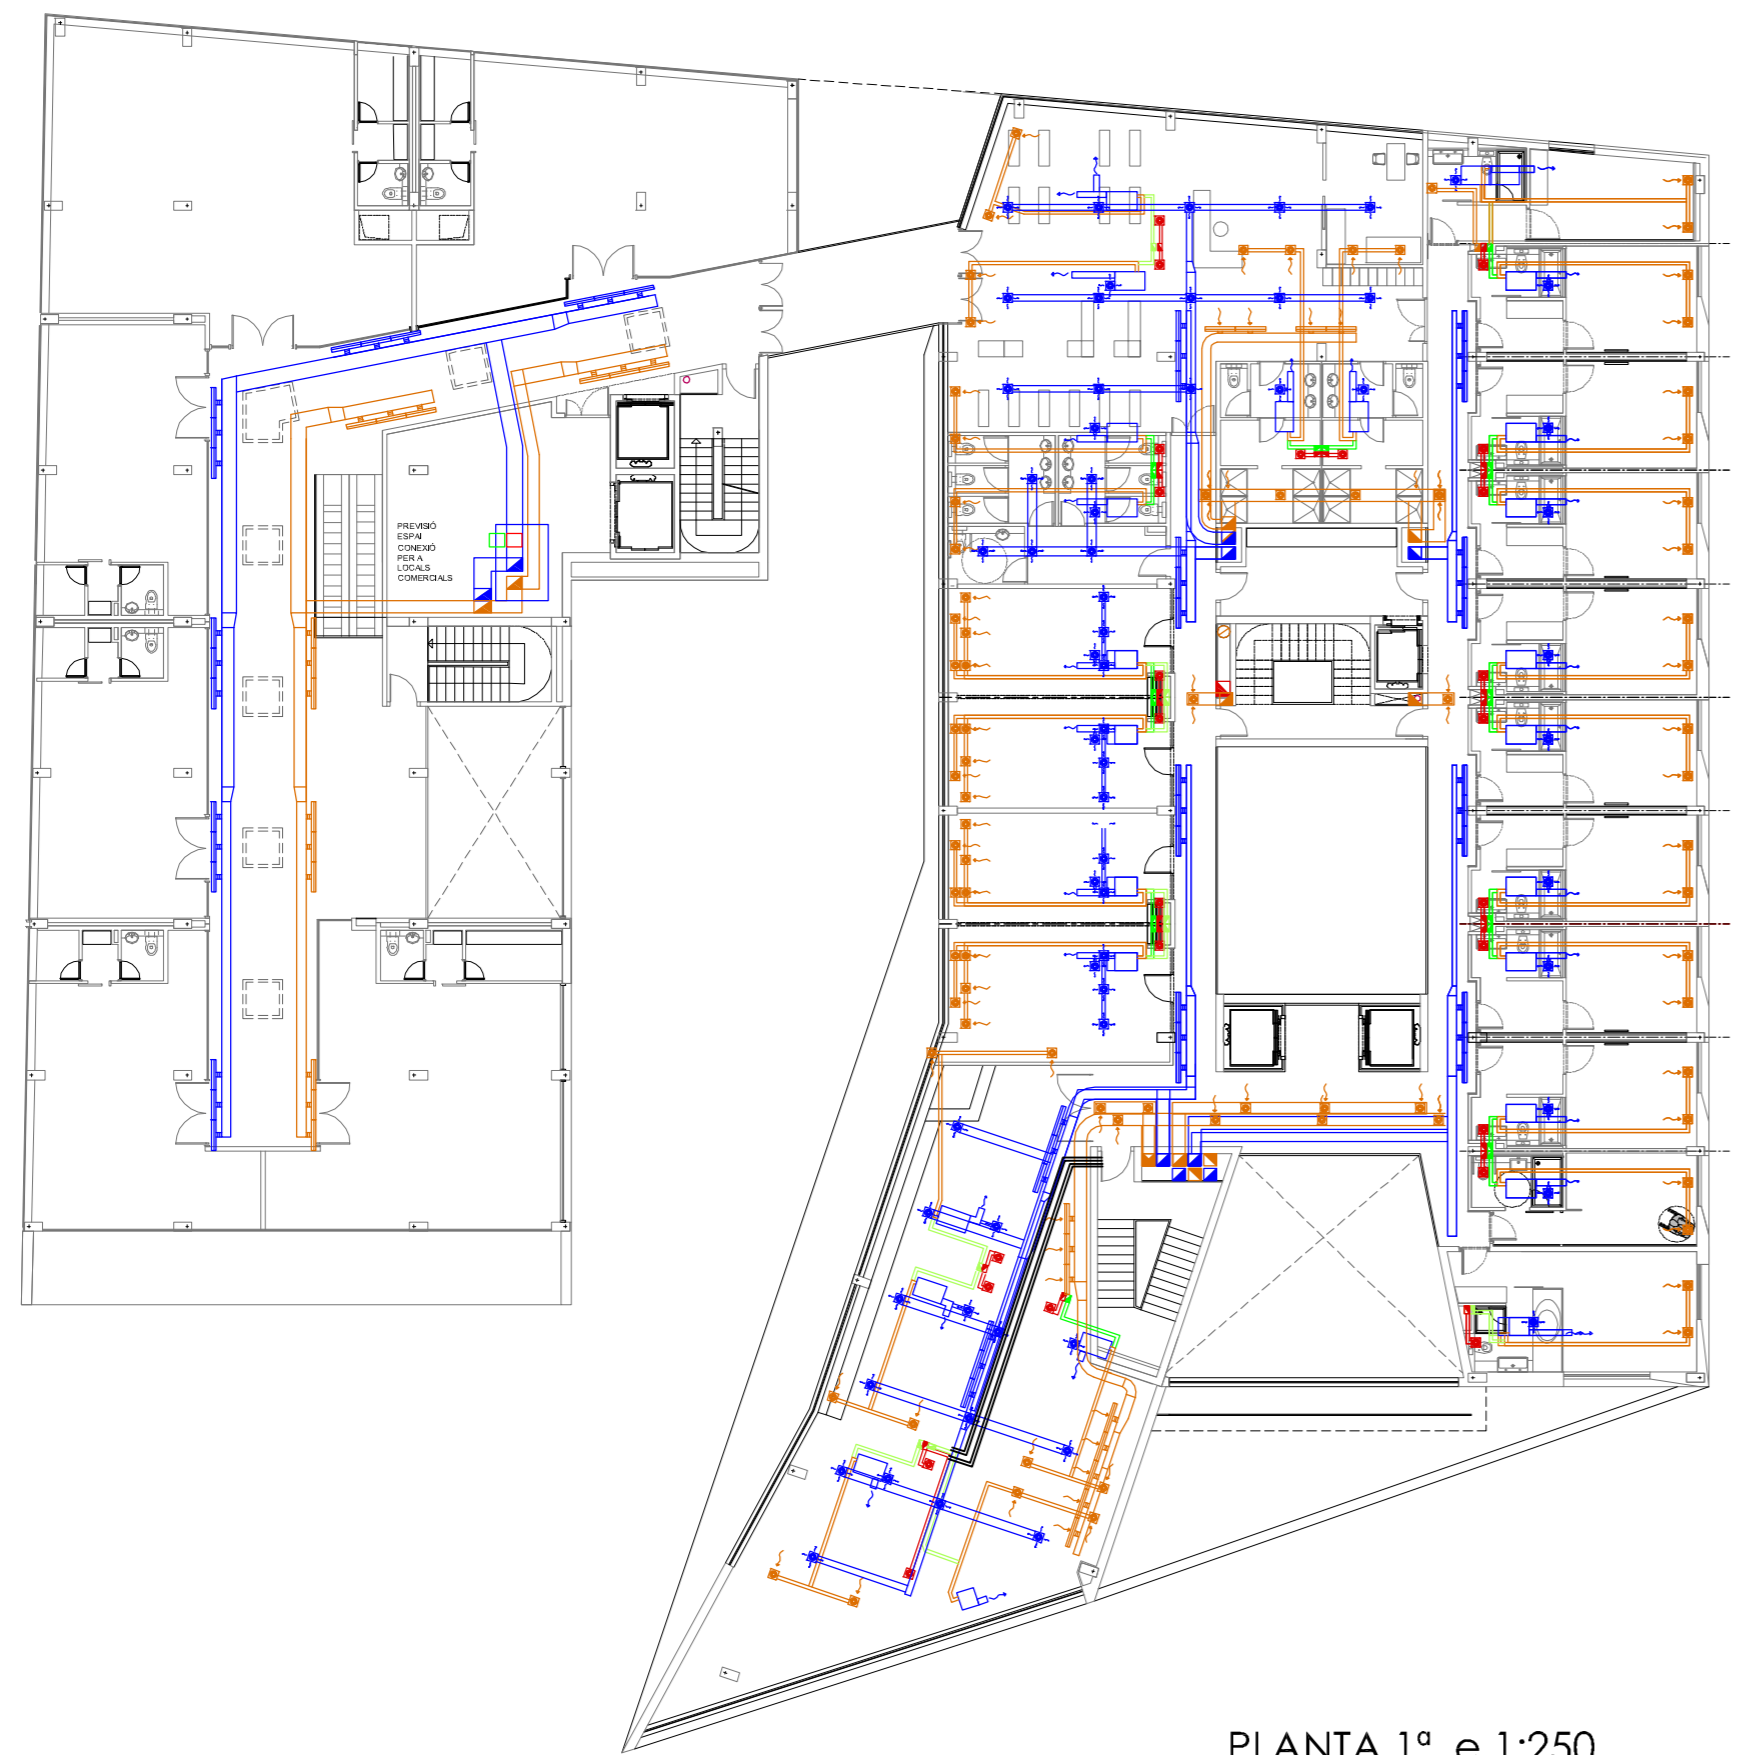 PREVISIÓ
ESPAI
CONEXIÓ
PER A
LOCALS
COMERCIALS
PLANTA 1ª e 1:250